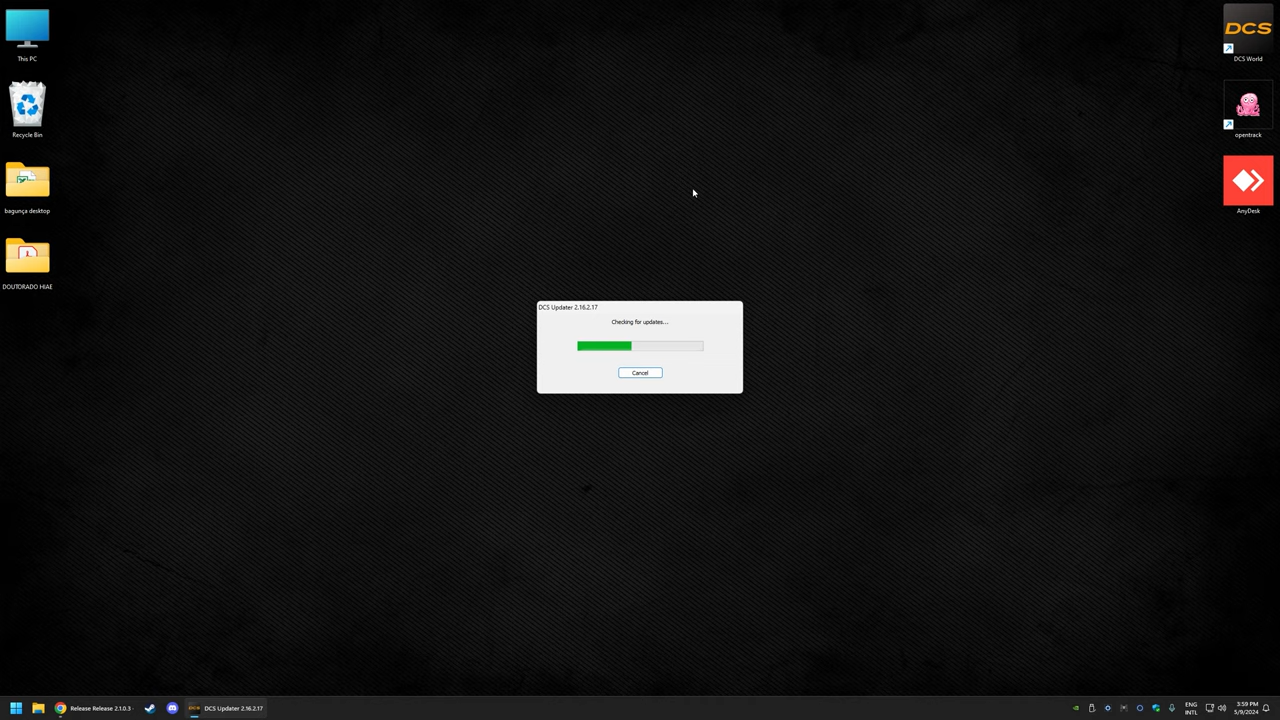 This PC
Recycle Bin
bagunça desktop
DOUTORADO HIAE
DCS
DCS World
opentrack
AnyDesk
DCS Updater 2.16.2.17
Checking for updates...
Cancel
Release Release 2.1.0.3 ·
DCS
DCS Updater 2.16.2.17
ENG
INTL
3:59 PM
5/9/2024